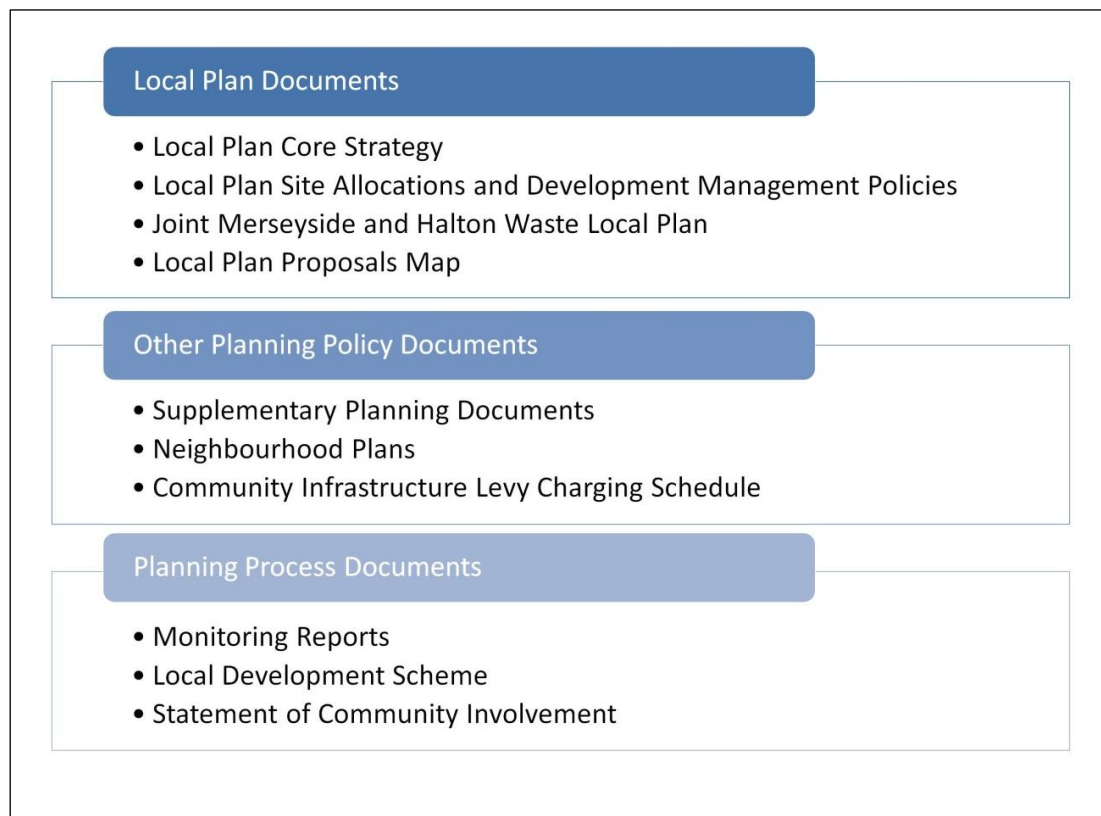 Local Plan Documents
• Local Plan Core Strategy
• Local Plan Site Allocations and Development Management Policies
• Joint Merseyside and Halton Waste Local Plan
• Local Plan Proposals Map
Other Planning Policy Documents
• Supplementary Planning Documents
• Neighbourhood Plans
• Community Infrastructure Levy Charging Schedule
Planning Process Documents
• Monitoring Reports
• Local Development Scheme
• Statement of Community Involvement